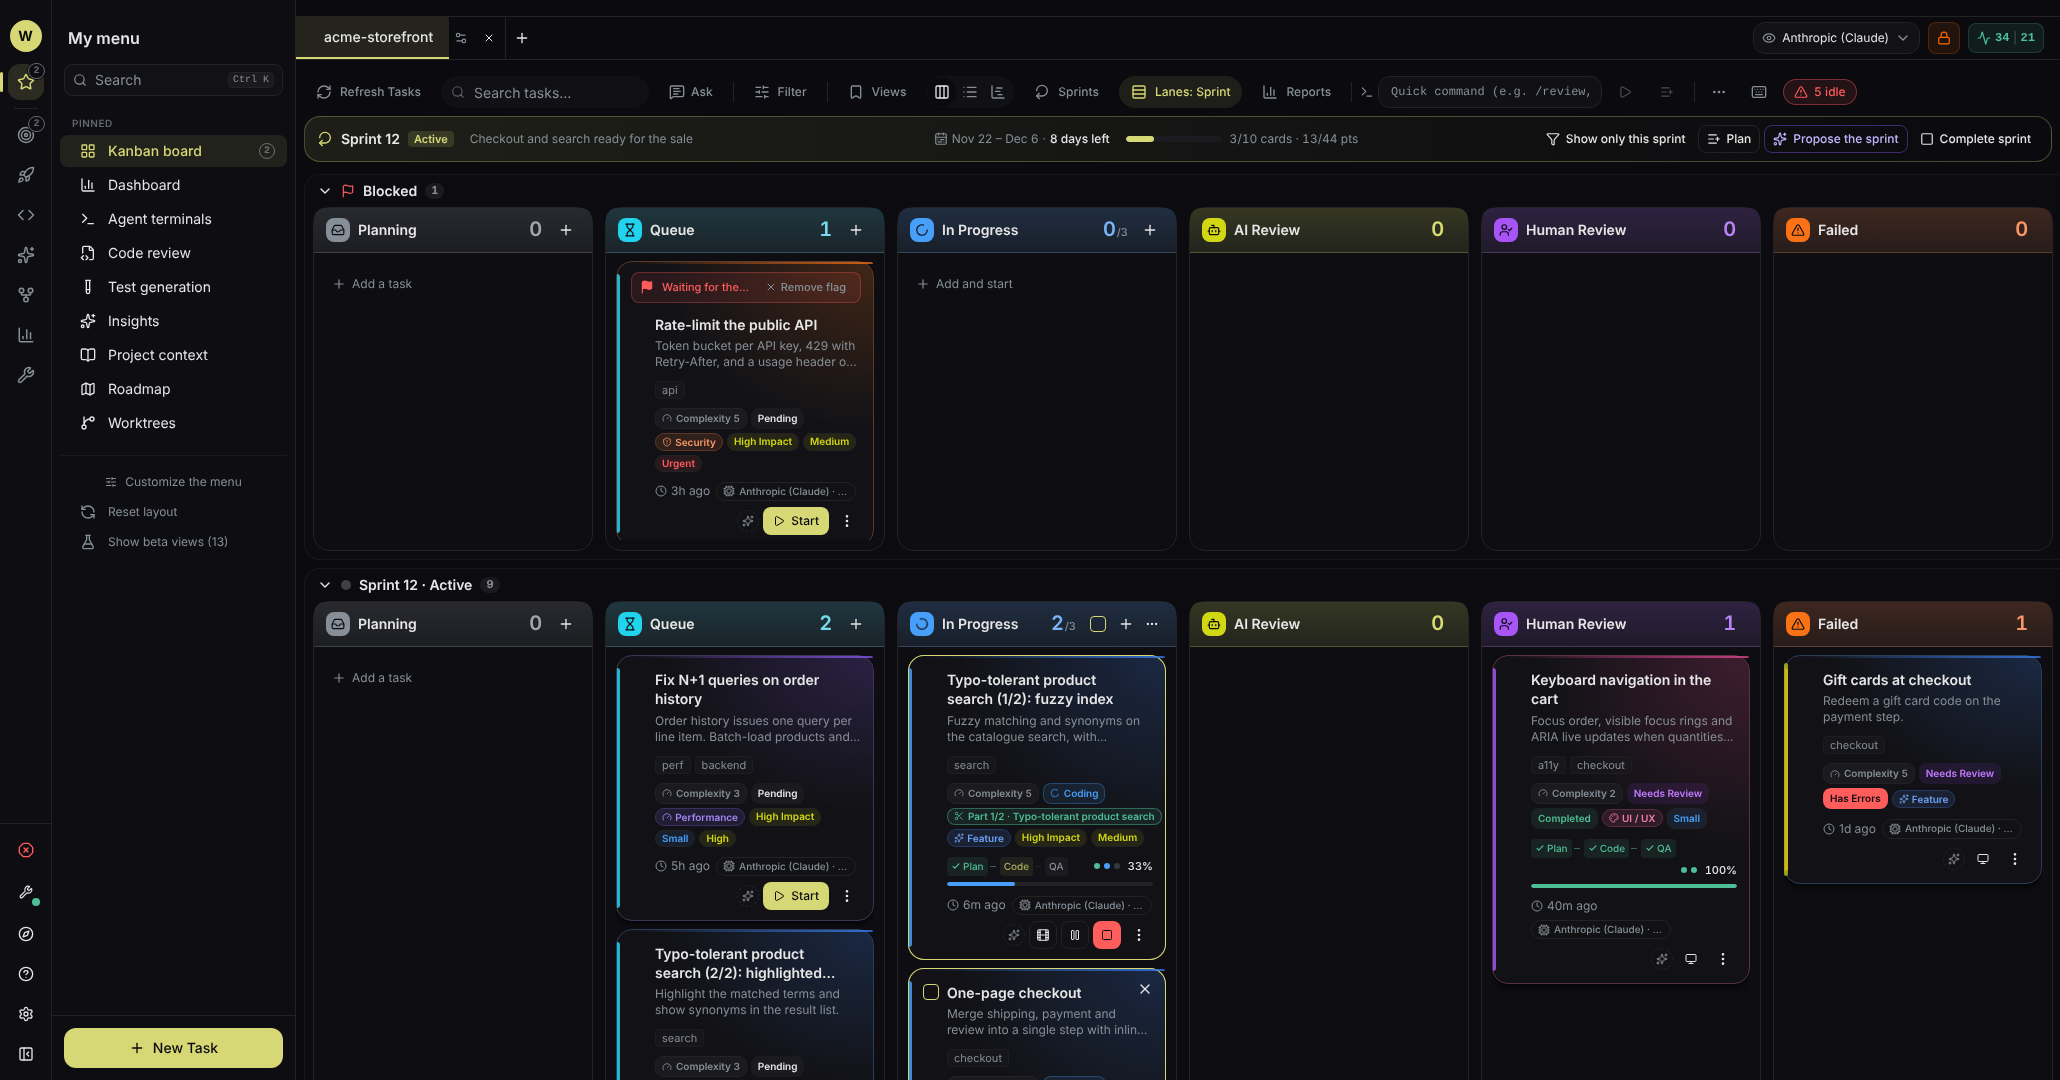 W
My menu
Search
Ctrl K
2
2
PINNED
Kanban board
2
Dashboard
Agent terminals
Code review
Test generation
Insights
Project context
Roadmap
Worktrees
Customize the menu
Reset layout
Show beta views (13)
New Task
acme-storefront
Anthropic (Claude)
34 | 21
Refresh Tasks
Search tasks...
Ask
Filter
Views
Sprints
Lanes: Sprint
Reports
Quick command (e.g. /review,
5 idle
Sprint 12 Active Checkout and search ready for the sale
Nov 22 – Dec 6 · 8 days left
3/10 cards · 13/44 pts
Show only this sprint
Plan
Propose the sprint
Complete sprint
Blocked 1
Planning 0
Add a task
Queue 1
Waiting for the...
Remove flag
Rate-limit the public API
Token bucket per API key, 429 with
Retry-After, and a usage header o...
api
Complexity 5 Pending
Security High Impact Medium
Urgent
3h ago Anthropic (Claude) · ...
Start
In Progress 0/3
Add and start
AI Review 0
Human Review 0
Failed 0
Sprint 12 · Active 9
Planning 0
Add a task
Queue 2
Fix N+1 queries on order
history
Order history issues one query per
line item. Batch-load products and...
perf backend
Complexity 3 Pending
Performance High Impact
Small High
5h ago Anthropic (Claude) · ...
Start
Typo-tolerant product
search (2/2): highlighted...
Highlight the matched terms and
show synonyms in the result list.
search
Complexity 3 Pending
In Progress 2/3
Typo-tolerant product
search (1/2): fuzzy index
Fuzzy matching and synonyms on
the catalogue search, with...
search
Complexity 5 Coding
Part 1/2 · Typo-tolerant product search
Feature High Impact Medium
Plan – Code – QA 33%
6m ago Anthropic (Claude) · ...
One-page checkout
Merge shipping, payment and
review into a single step with inlin...
checkout
AI Review 0
Human Review 1
Keyboard navigation in the
cart
Focus order, visible focus rings and
ARIA live updates when quantities...
a11y checkout
Complexity 2 Needs Review
Completed UI / UX Small
Plan – Code – QA
100%
40m ago
Anthropic (Claude) · ...
Failed 1
Gift cards at checkout
Redeem a gift card code on the
payment step.
checkout
Complexity 5 Needs Review
Has Errors Feature
1d ago Anthropic (Claude) · ...